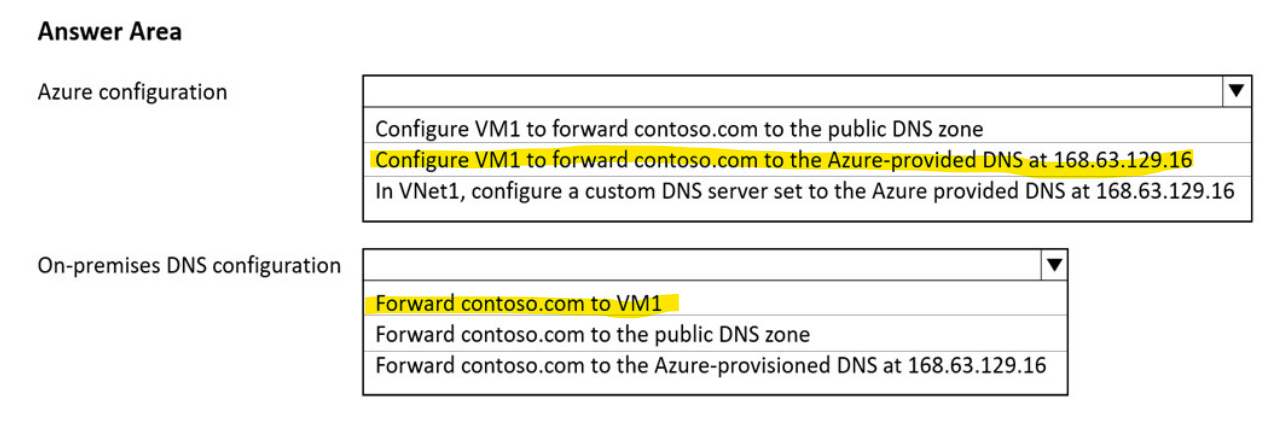 Answer Area
Azure configuration
Configure VM1 to forward contoso.com to the public DNS zone
Configure VM1 to forward contoso.com to the Azure-provided DNS at 168.63.129.16
In VNet1, configure a custom DNS server set to the Azure provided DNS at 168.63.129.16
On-premises DNS configuration
Forward contoso.com to VM1
Forward contoso.com to the public DNS zone
Forward contoso.com to the Azure-provisioned DNS at 168.63.129.16